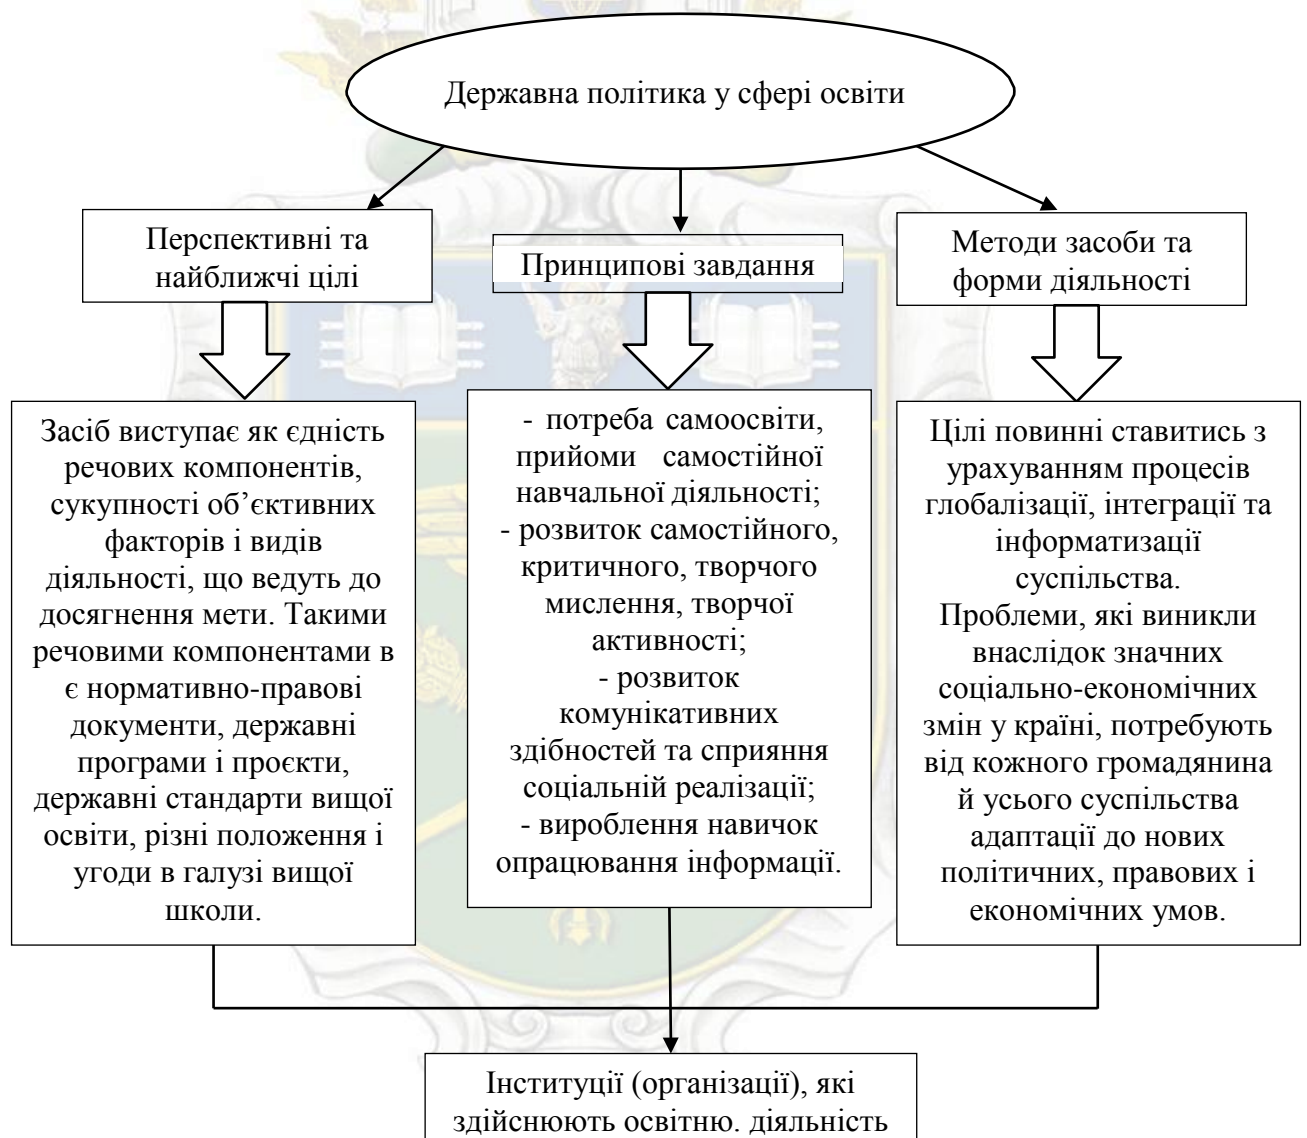 Державна політика у сфері освіти
Перспективні та
найближчі цілі
Принципові завдання
Методи засоби та
форми діяльності
Засіб виступає як єдність
речових компонентів,
сукупності об’єктивних
факторів і видів
діяльності, що ведуть до
досягнення мети. Такими
речовими компонентами в
є нормативно-правові
документи, державні
програми і проєкти,
державні стандарти вищої
освіти, різні положення і
угоди в галузі вищої
школи.
- потреба самоосвіти,
прийоми самостійної
навчальної діяльності;
- розвиток самостійного,
критичного, творчого
мислення, творчої
активності;
- розвиток
комунікативних
здібностей та сприяння
соціальній реалізації;
- вироблення навичок
опрацювання інформації.
Цілі повинні ставитись з
урахуванням процесів
глобалізації, інтеграції та
інформатизації
суспільства.
Проблеми, які виникли
внаслідок значних
соціально-економічних
змін у країні, потребують
від кожного громадянина
й усього суспільства
адаптації до нових
політичних, правових і
економічних умов.
Інституції (організації), які
здійснюють освітню. діяльність